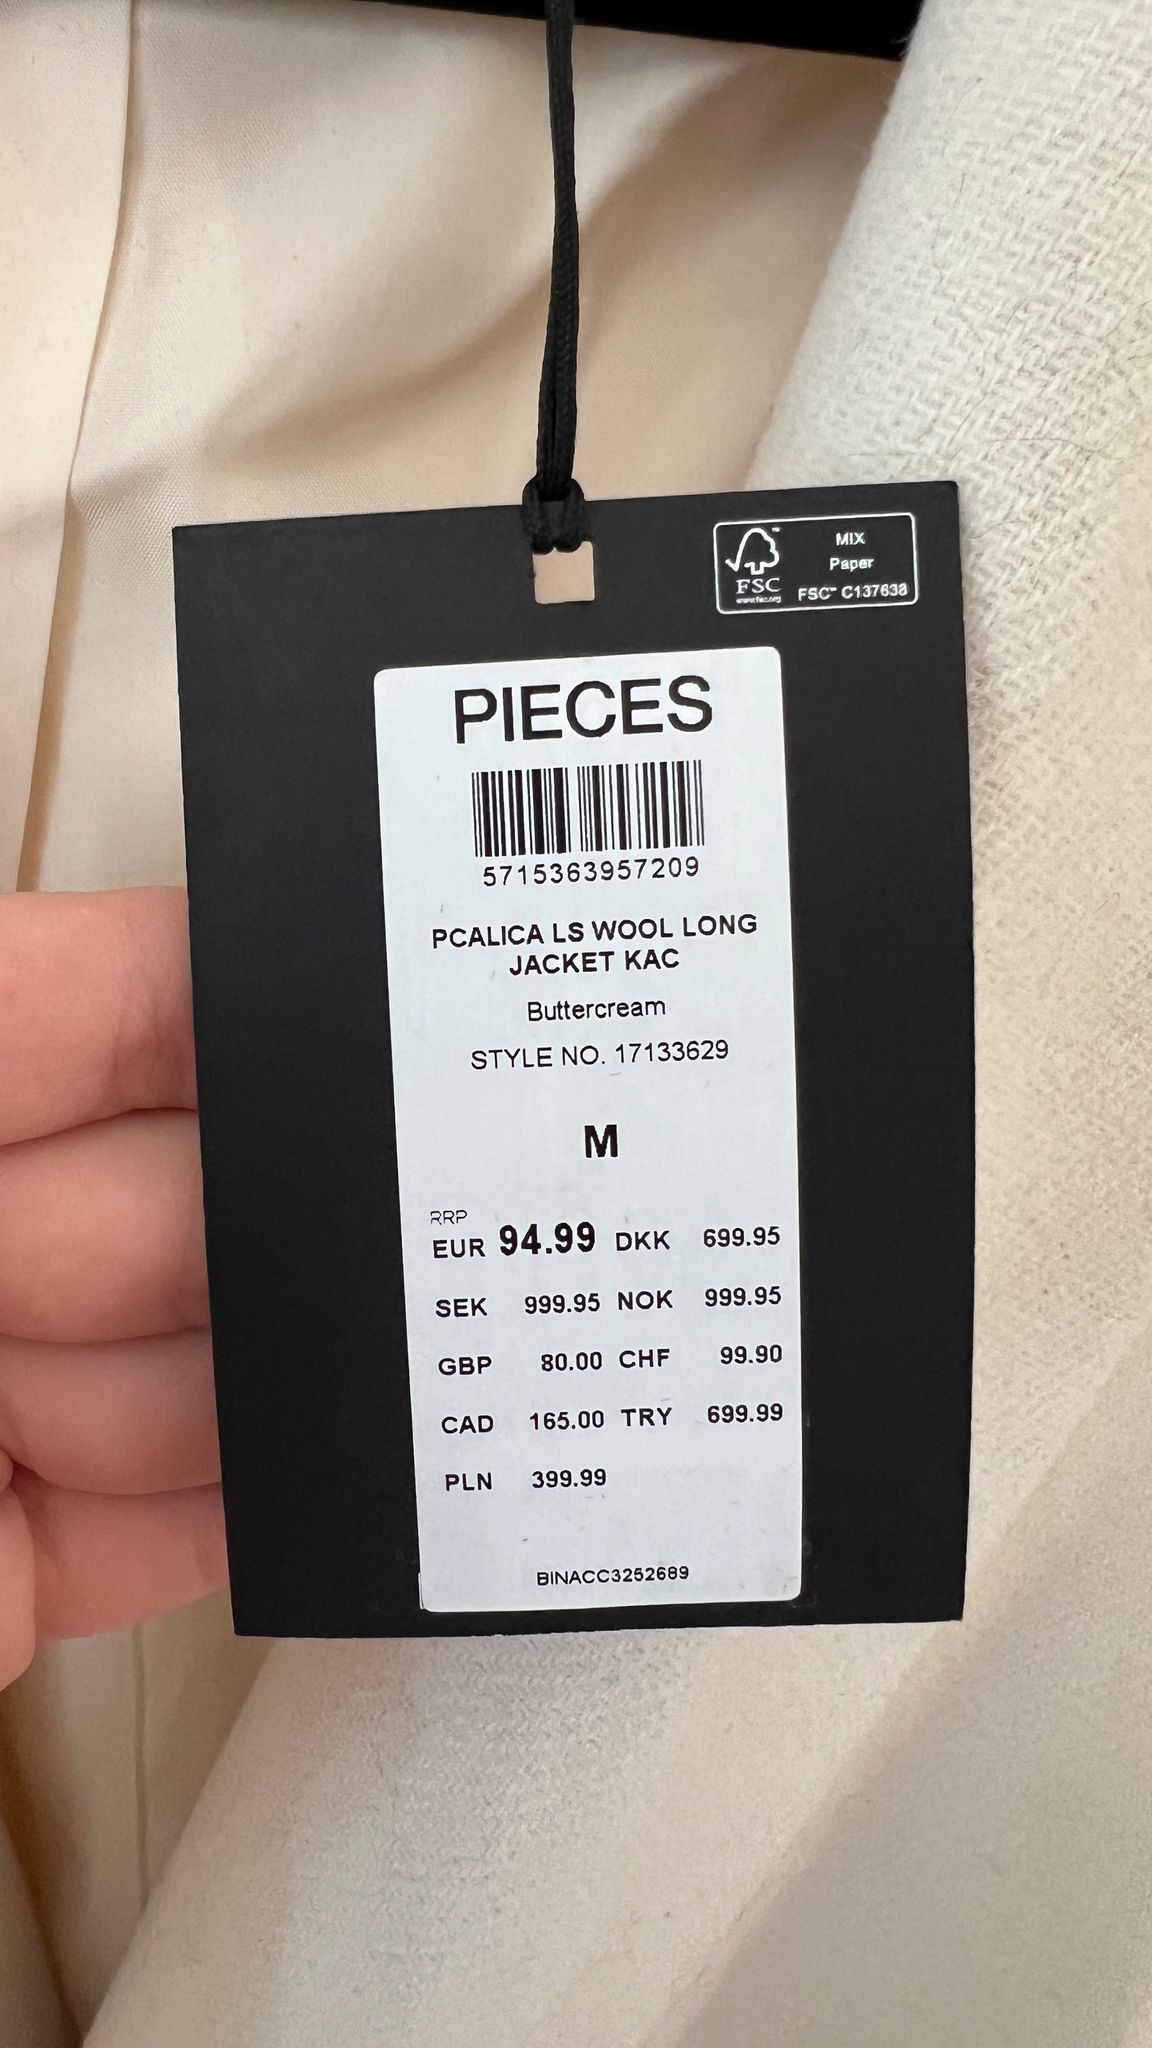 MIX
Paper
FSC
FSC™ C137638
PIECES
5715363957209
PCALICA LS WOOL LONG
JACKET KAC
Buttercream
STYLE NO. 17133629
M
RRP
EUR 94.99 DKK 699.95
SEK 999.95 NOK 999.95
GBP 80.00 CHF 99.90
CAD 165.00 TRY 699.99
PLN 399.99
BINACC3252689